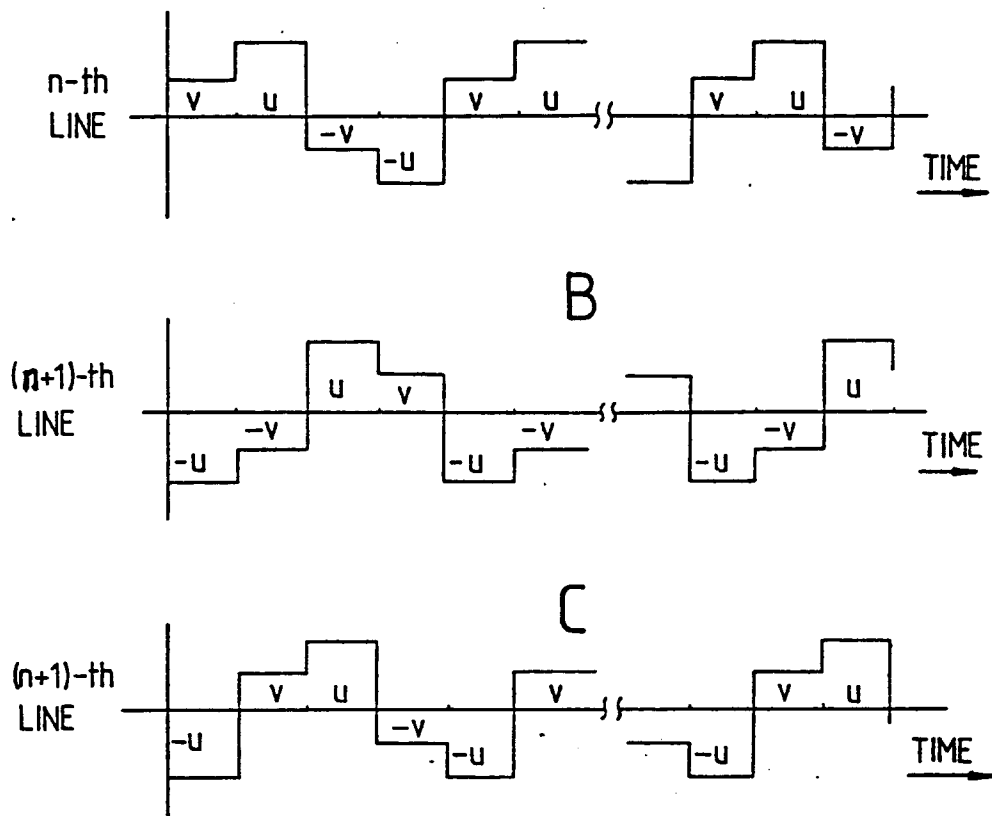 n-th
LINE
v u -v -u v u v u -v
TIME
B
(n+1)-th
LINE
-u -v u v -u -v -u -v u
TIME
C
(n+1)-th
LINE
-u v u -v -u v -u v u
TIME